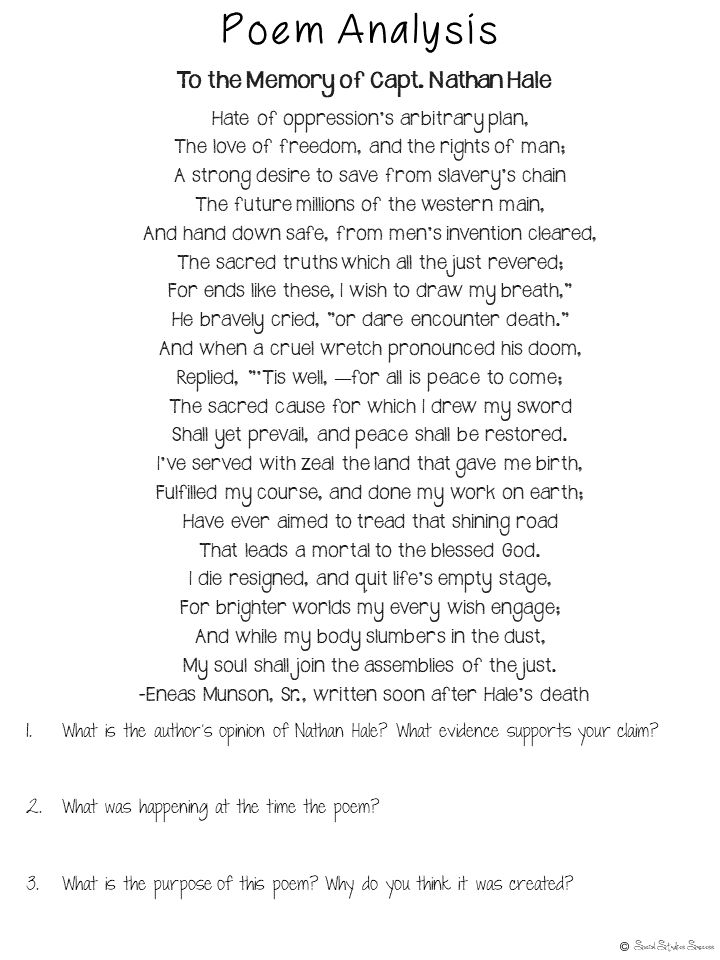 Poem Analysis
To the Memory of Capt. Nathan Hale
Hate of oppression's arbitrary plan,
The love of freedom, and the rights of man;
A strong desire to save from slavery's chain
The future millions of the western main,
And hand down safe, from men's invention cleared,
The sacred truths which all the just revered;
For ends like these, I wish to draw my breath,"
He bravely cried, "or dare encounter death."
And when a cruel wretch pronounced his doom,
Replied, "'Tis well, —for all is peace to come;
The sacred cause for which I drew my sword
Shall yet prevail, and peace shall be restored.
I've served with zeal the land that gave me birth,
Fulfilled my course, and done my work on earth;
Have ever aimed to tread that shining road
That leads a mortal to the blessed God.
I die resigned, and quit life's empty stage,
For brighter worlds my every wish engage;
And while my body slumbers in the dust,
My soul shall join the assemblies of the just.
-Eneas Munson, Sr., written soon after Hale's death
1. What is the author's opinion of Nathan Hale? What evidence supports your claim?
2. What was happening at the time the poem?
3. What is the purpose of this poem? Why do you think it was created?
© Social Studies Success